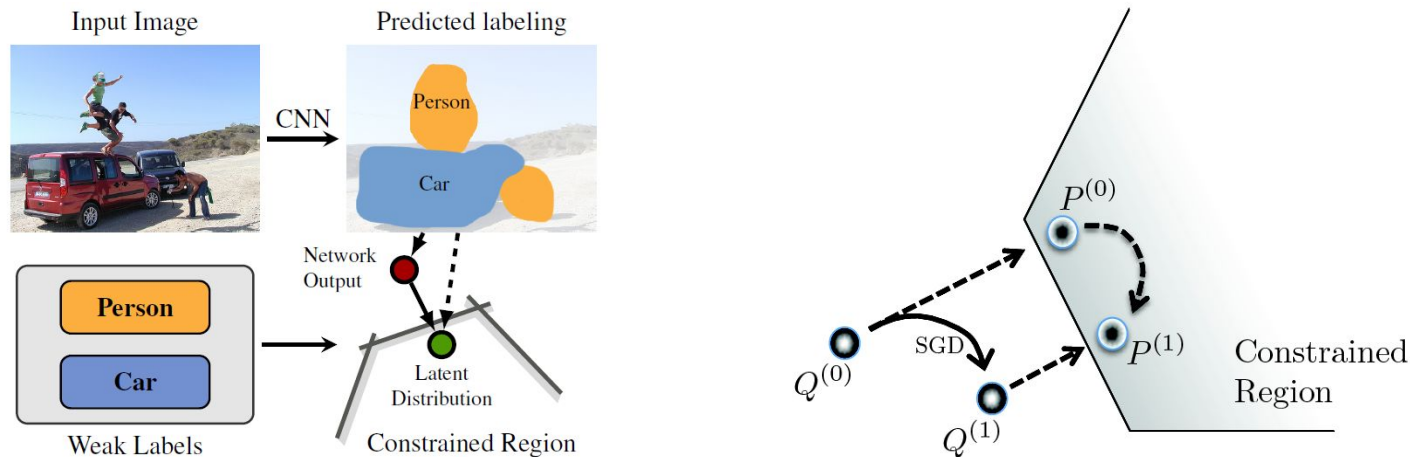 Input Image
Predicted labeling
CNN
Person
Car
Network
Output
Person
Car
Weak Labels
Latent
Distribution
Constrained Region
P^{(0)}
P^{(1)}
Q^{(0)}
SGD
Q^{(1)}
Constrained
Region